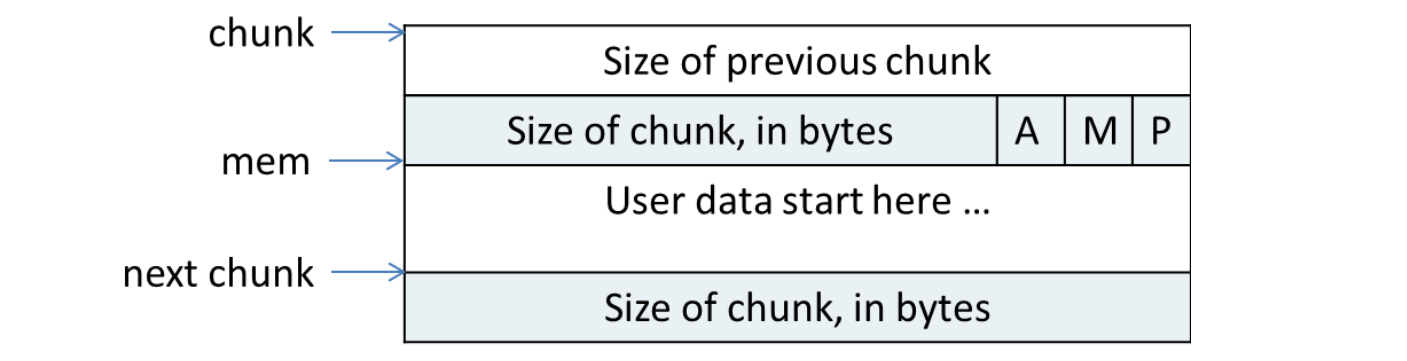 chunk
Size of previous chunk
Size of chunk, in bytes A M P
mem
User data start here ...
next chunk
Size of chunk, in bytes